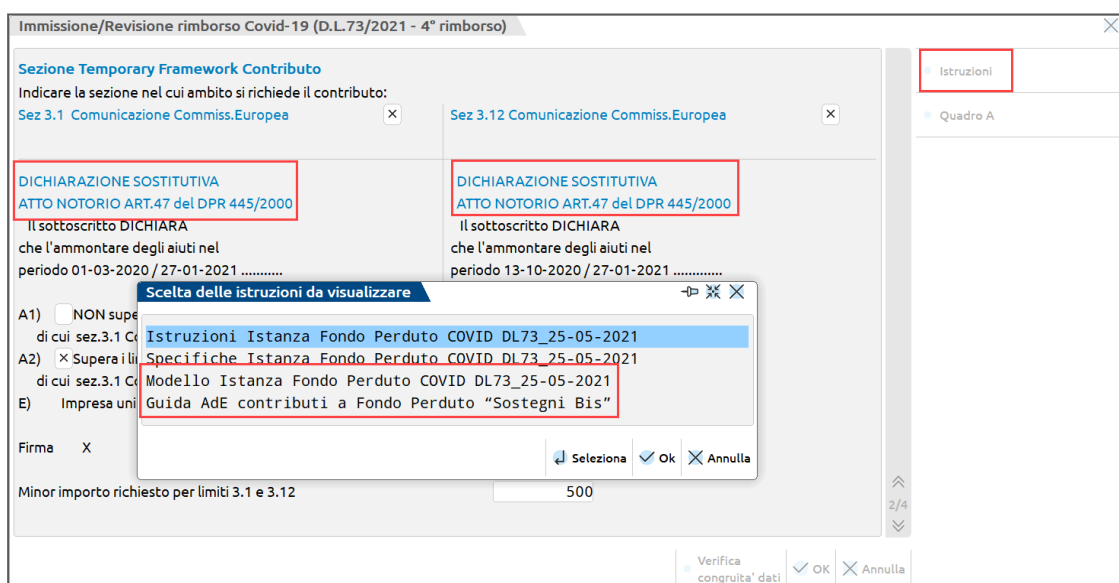 Immissione/Revisione rimborso Covid-19 (D.L.73/2021 - 4° rimborso)
Sezione Temporary Framework Contributo
Indicare la sezione nel cui ambito si richiede il contributo:
Sez 3.1 Comunicazione Commiss.Europea
Sez 3.12 Comunicazione Commiss.Europea
Istruzioni
Quadro A
DICHIARAZIONE SOSTITUTIVA
ATTO NOTORIO ART.47 del DPR 445/2000
Il sottoscritto DICHIARA
che l'ammontare degli aiuti nel
periodo 01-03-2020 / 27-01-2021 ...........
DICHIARAZIONE SOSTITUTIVA
ATTO NOTORIO ART.47 del DPR 445/2000
Il sottoscritto DICHIARA
che l'ammontare degli aiuti nel
periodo 13-10-2020 / 27-01-2021 .............
A1) NON supe
di cui sez.3.1 Co
A2) X Supera i li
di cui sez.3.1 Co
E) Impresa uni
Firma X
Scelta delle istruzioni da visualizzare
Istruzioni Istanza Fondo Perduto COVID DL73_25-05-2021
Specifiche Istanza Fondo Perduto COVID DL73_25-05-2021
Modello Istanza Fondo Perduto COVID DL73_25-05-2021
Guida AdE contributi a Fondo Perduto “Sostegni Bis”
Seleziona Ok Annulla
Minor importo richiesto per limiti 3.1 e 3.12 500
2/4
Verifica
congruita' dati
OK Annulla